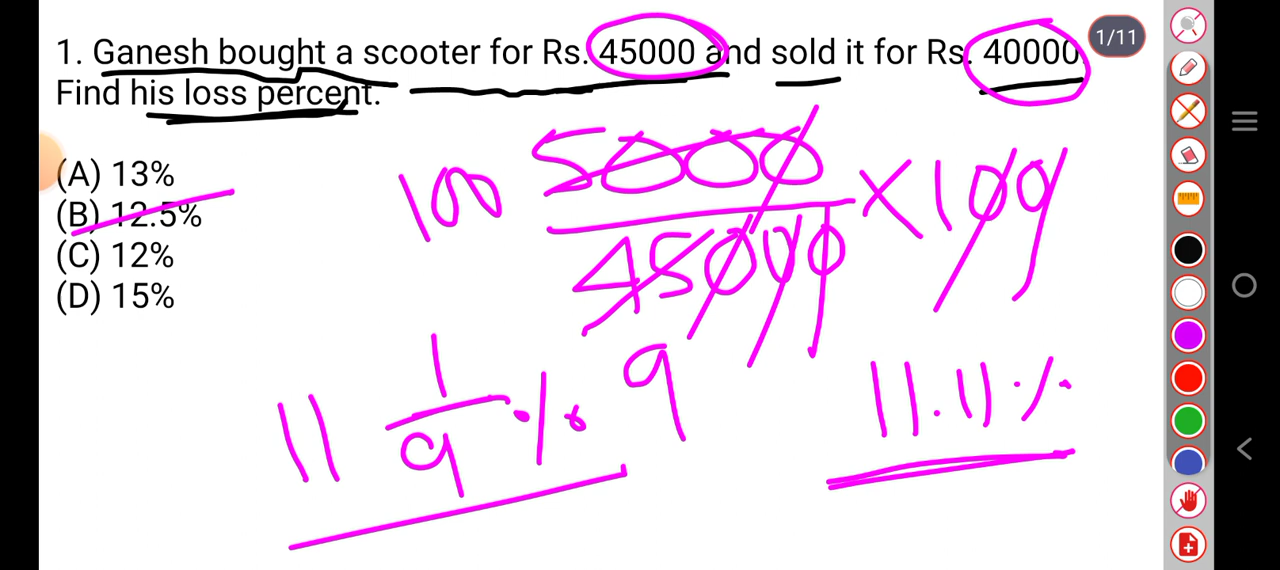 1/11
1. Ganesh bought a scooter for Rs. 45000 and sold it for Rs. 40000.
Find his loss percent.
(A) 13%
(B) 12.5%
(C) 12%
(D) 15%
100 5000 × 100
45000
9
11 1/9 %
11.11%